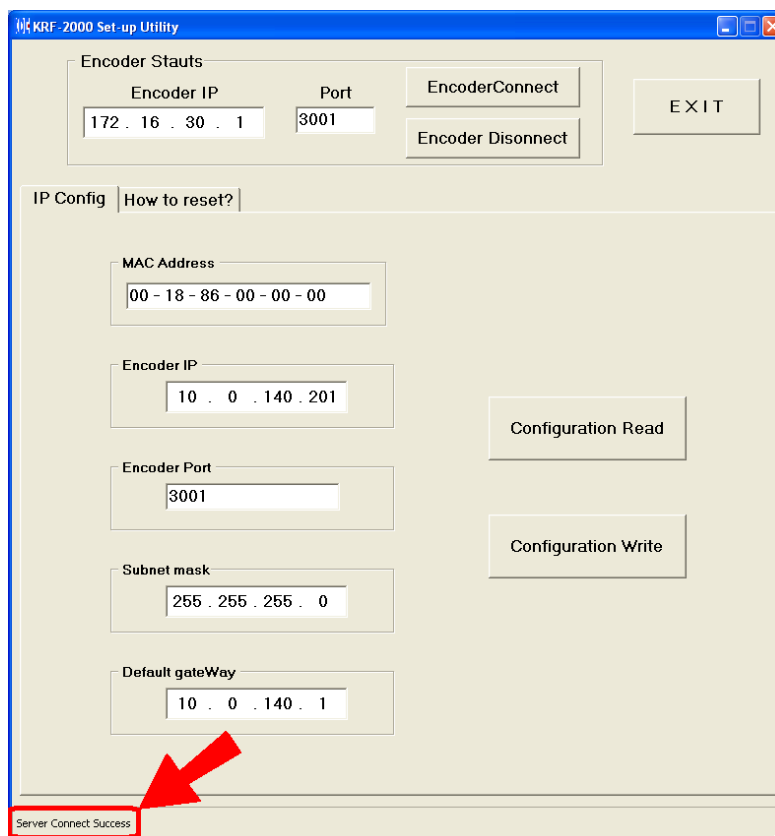 KRF-2000 Set-up Utility
Encoder Stauts
Encoder IP Port
172 . 16 . 30 . 1
3001
EncoderConnect
Encoder Disonnect
EXIT
IP Config
How to reset?
MAC Address
00 - 18 - 86 - 00 - 00 - 00
Encoder IP
10 . 0 . 140 . 201
Encoder Port
3001
Subnet mask
255 . 255 . 255 . 0
Default gateWay
10 . 0 . 140 . 1
Configuration Read
Configuration Write
Server Connect Success